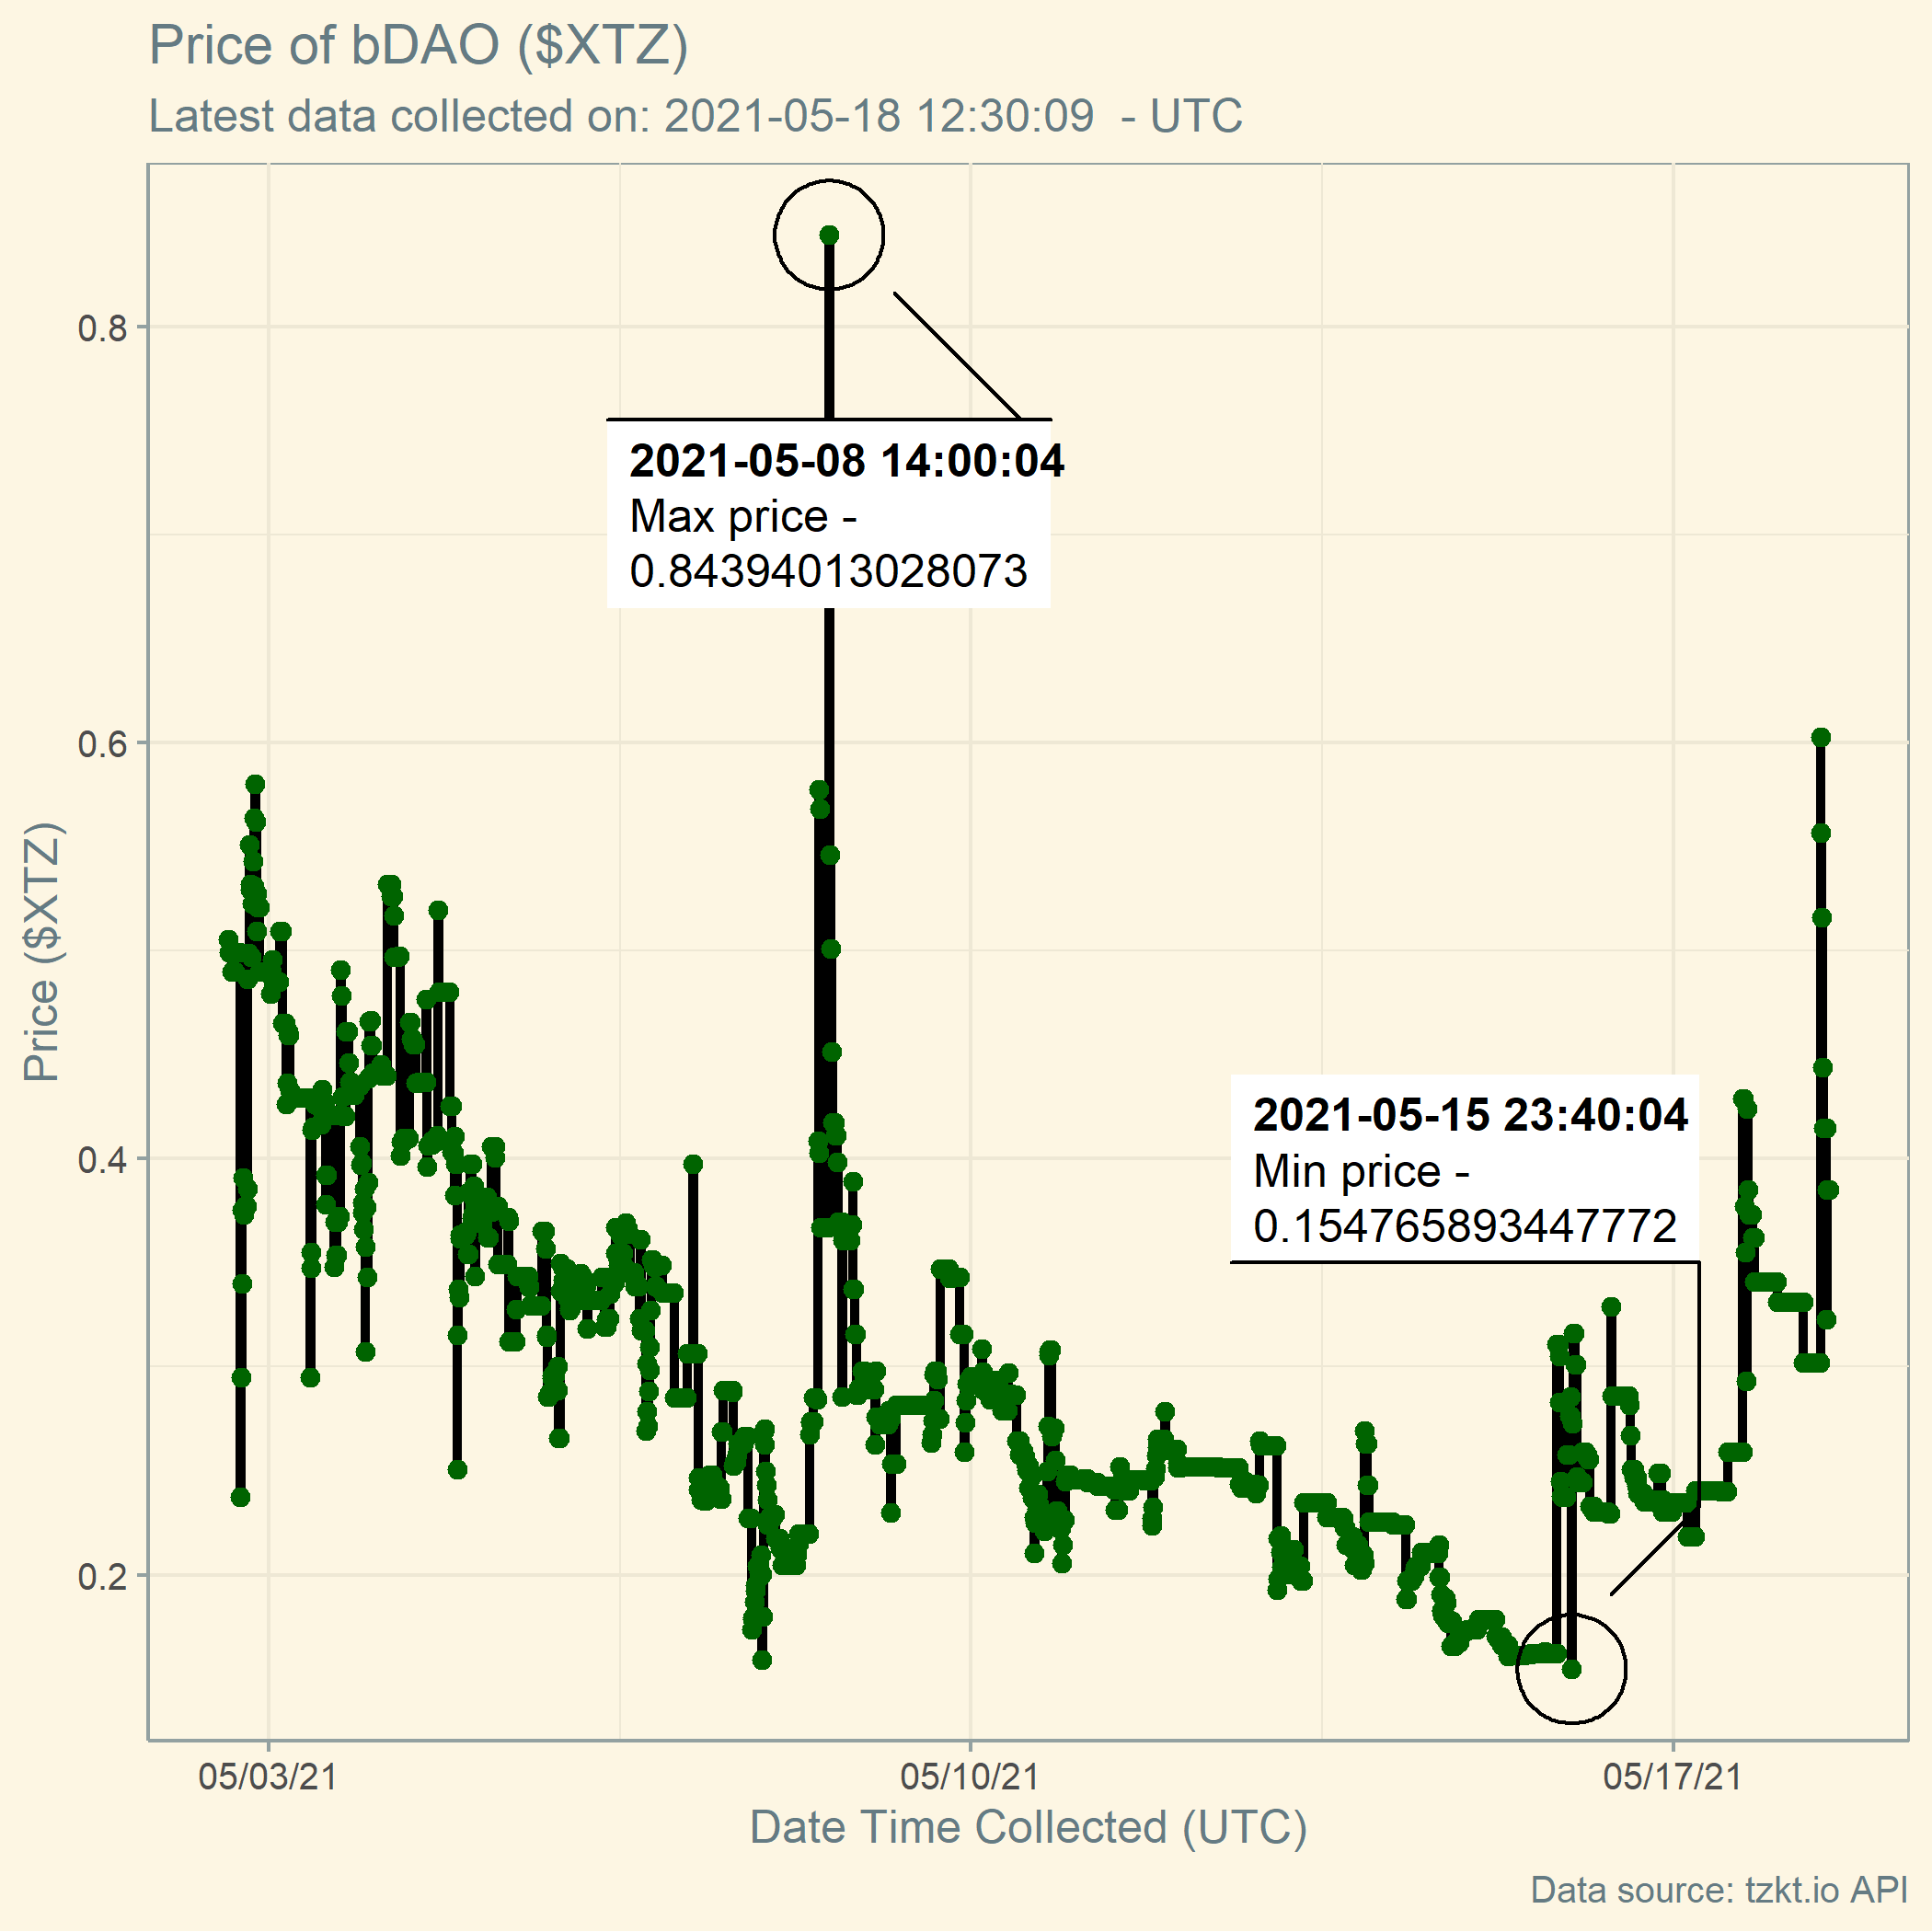 Price of bDAO ($XTZ)
Latest data collected on: 2021-05-18 12:30:09  - UTC
2021-05-08 14:00:04
Max price -
0.84394013028073
0.8
0.6
0.4
0.2
Price ($XTZ)
2021-05-15 23:40:04
Min price -
0.154765893447772
05/03/21
05/10/21
05/17/21
Date Time Collected (UTC)
Data source: tzkt.io API